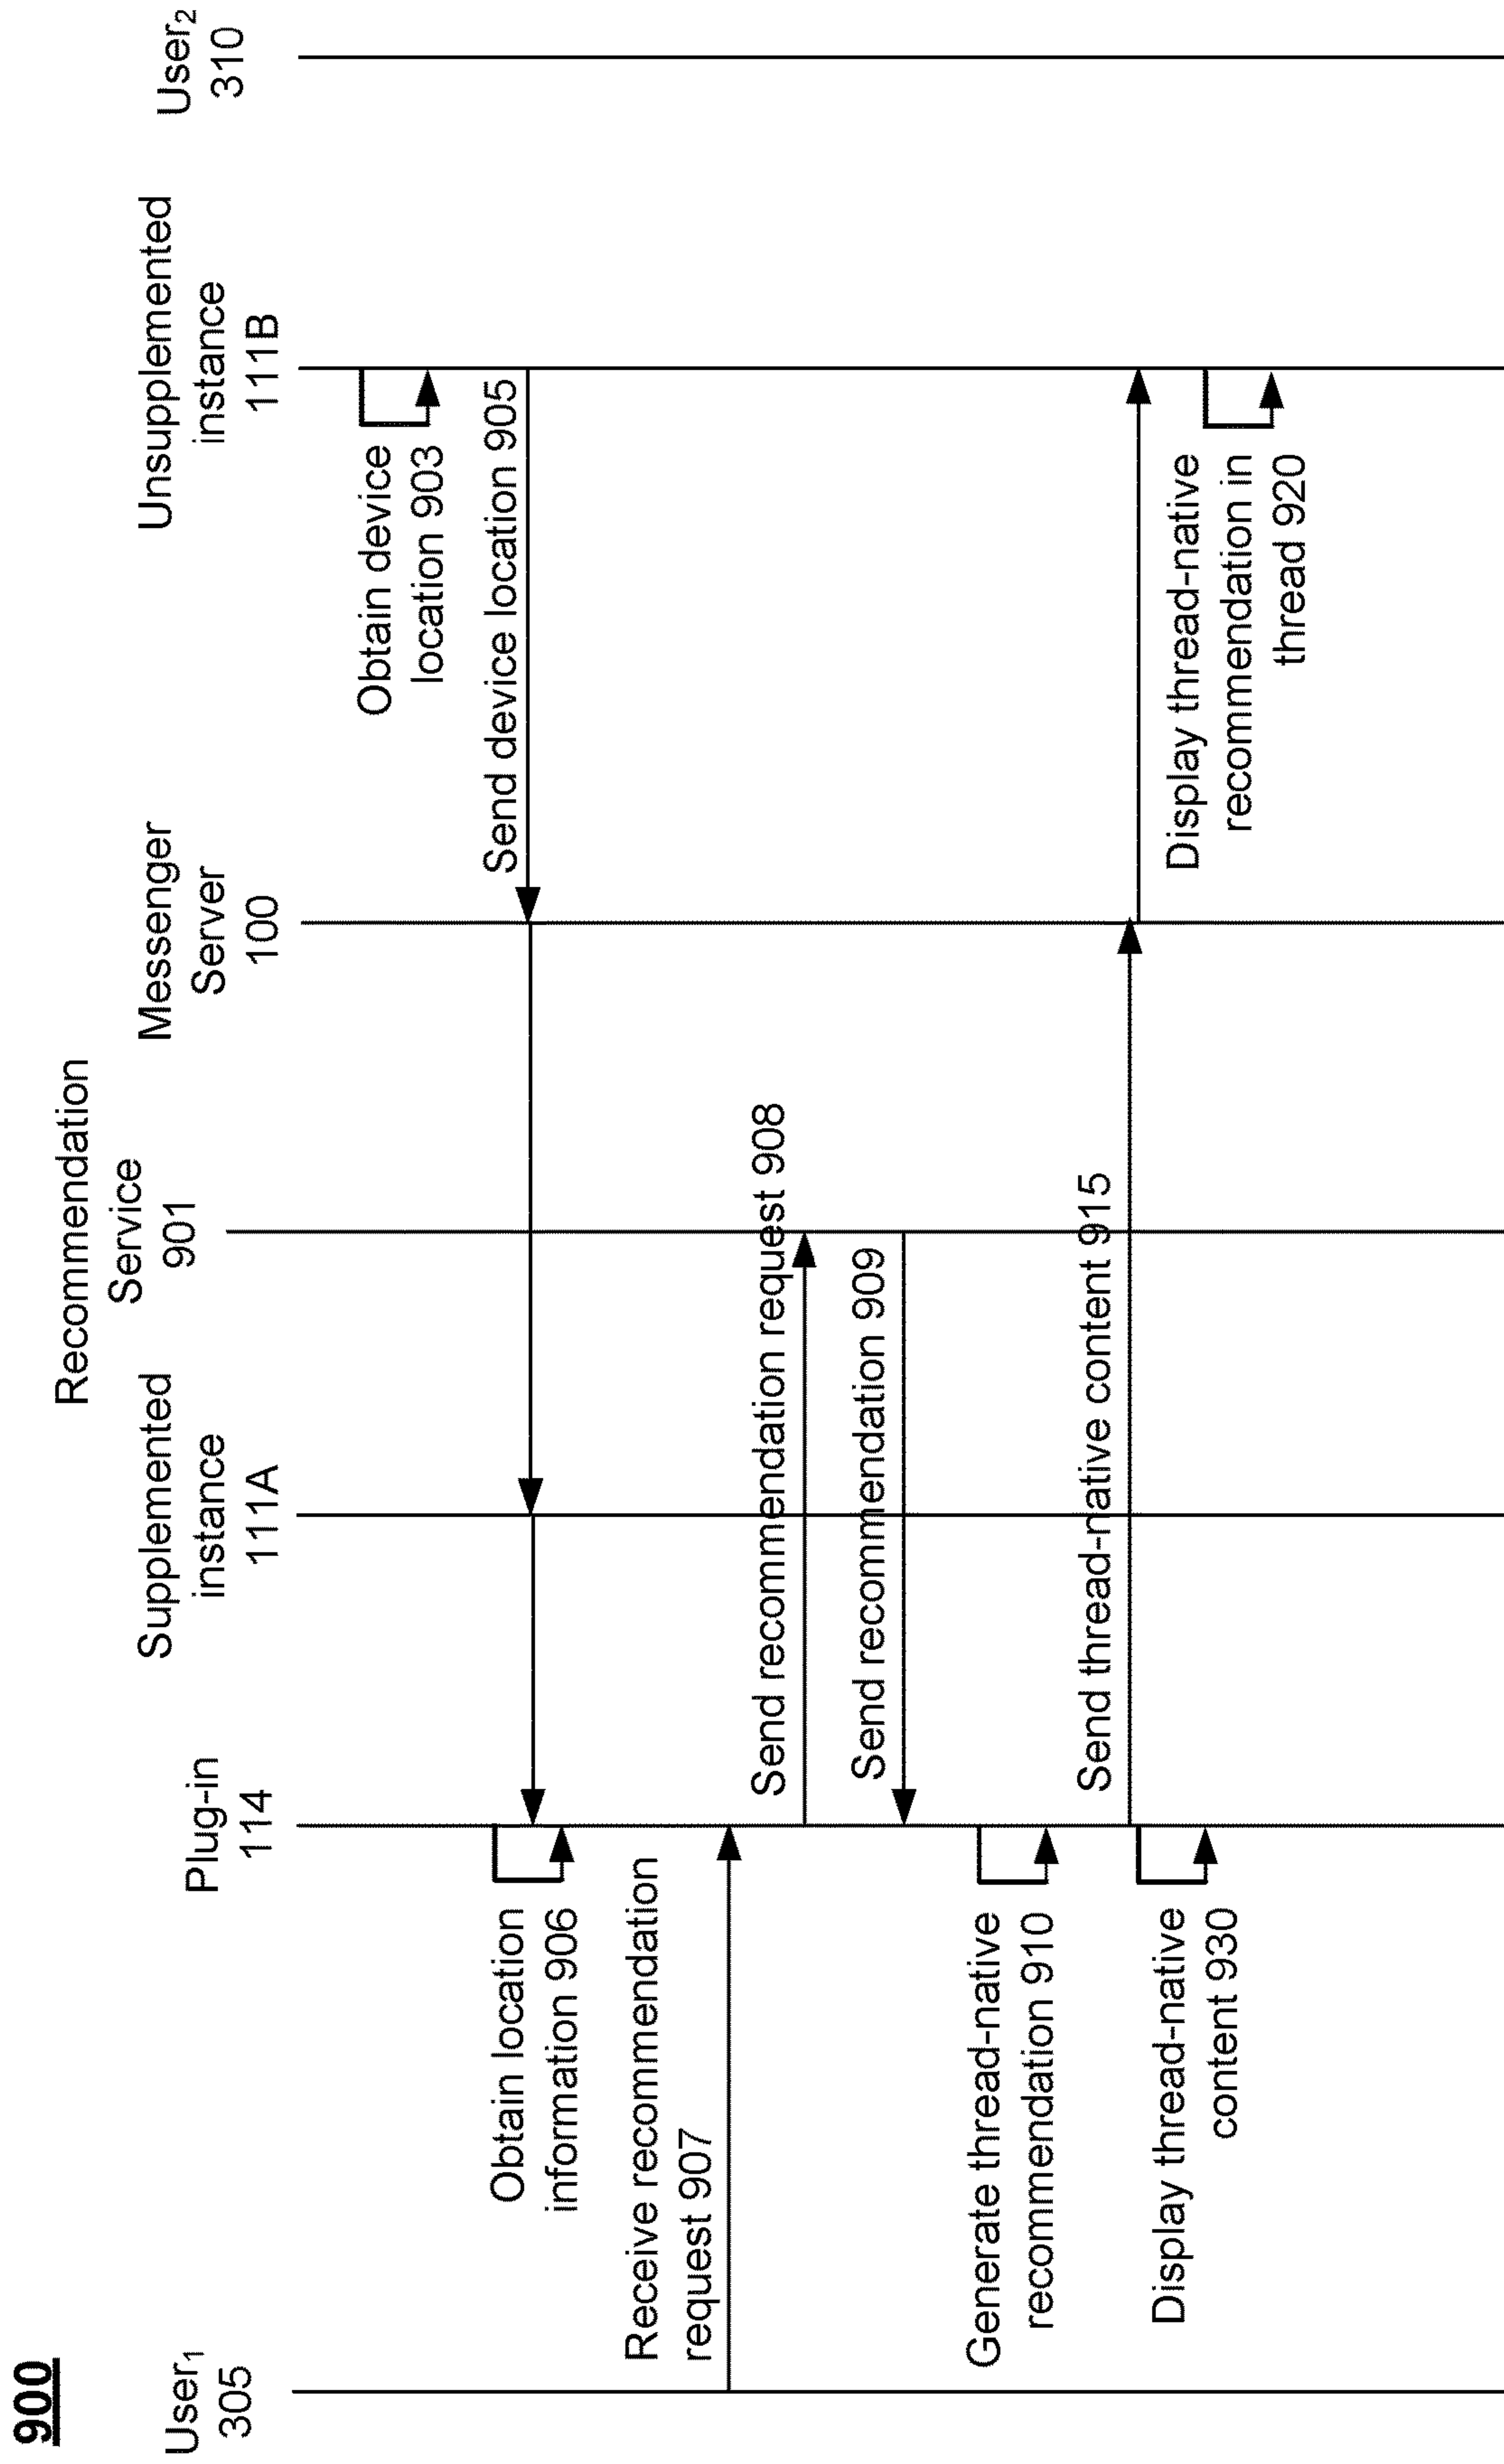 900
User₁
305
Plug-in
114
Supplemented
instance
111A
Recommendation
Service
901
Messenger
Server
100
Unsupplemented
instance
111B
User₂
310
Obtain device
location 903
Send device location 905
Obtain location
information 906
Receive recommendation
request 907
Send recommendation request 908
Send recommendation 909
Generate thread-native
recommendation 910
Send thread-native content 915
Display thread-native
content 930
Display thread-native
recommendation in
thread 920